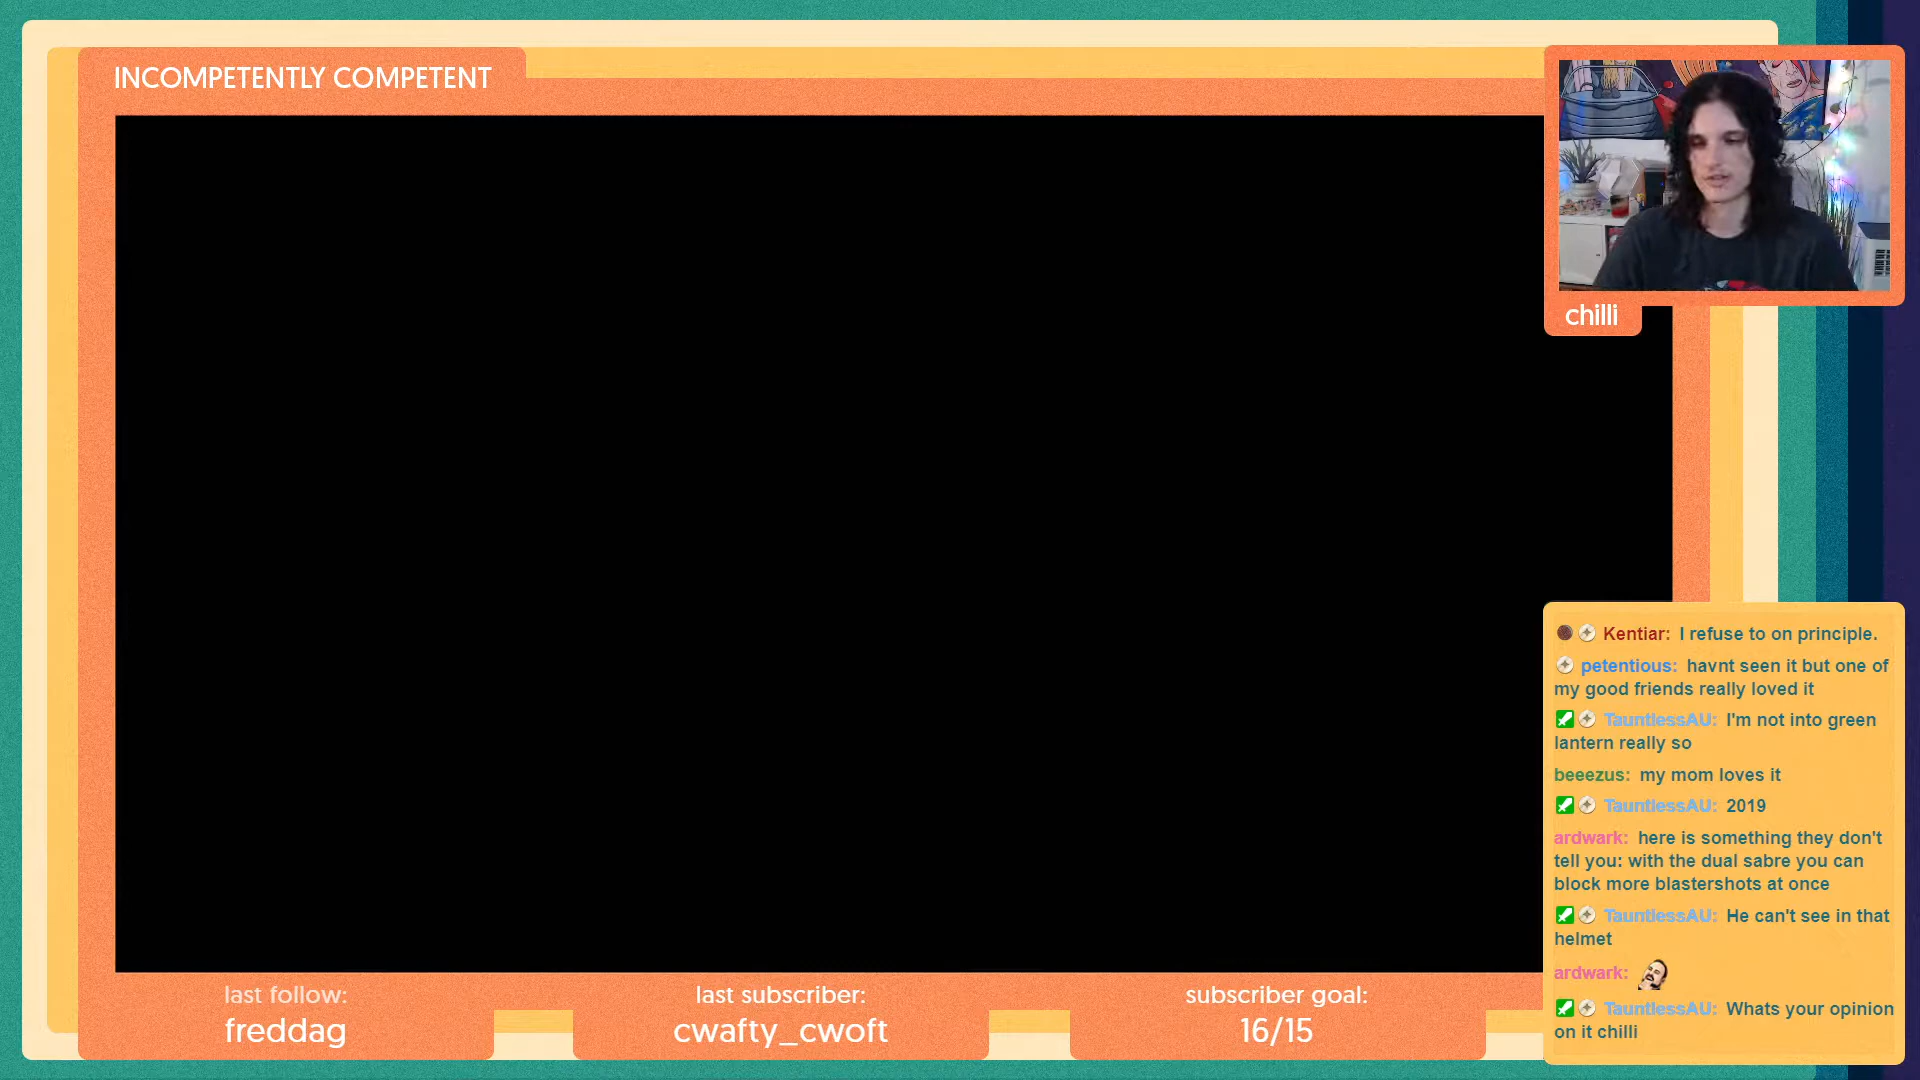 INCOMPETENTLY COMPETENT
chilli
Kentiar: I refuse to on principle.
petentious: havnt seen it but one of
my good friends really loved it
TauntlessAU: I'm not into green
lantern really so
beeezus: my mom loves it
TauntlessAU: 2019
ardwark: here is something they don't
tell you: with the dual sabre you can
block more blastershots at once
TauntlessAU: He can't see in that
helmet
ardwark:
TauntlessAU: Whats your opinion
on it chilli
last follow:
freddag
last subscriber:
cwafty_cwoft
subscriber goal:
16/15